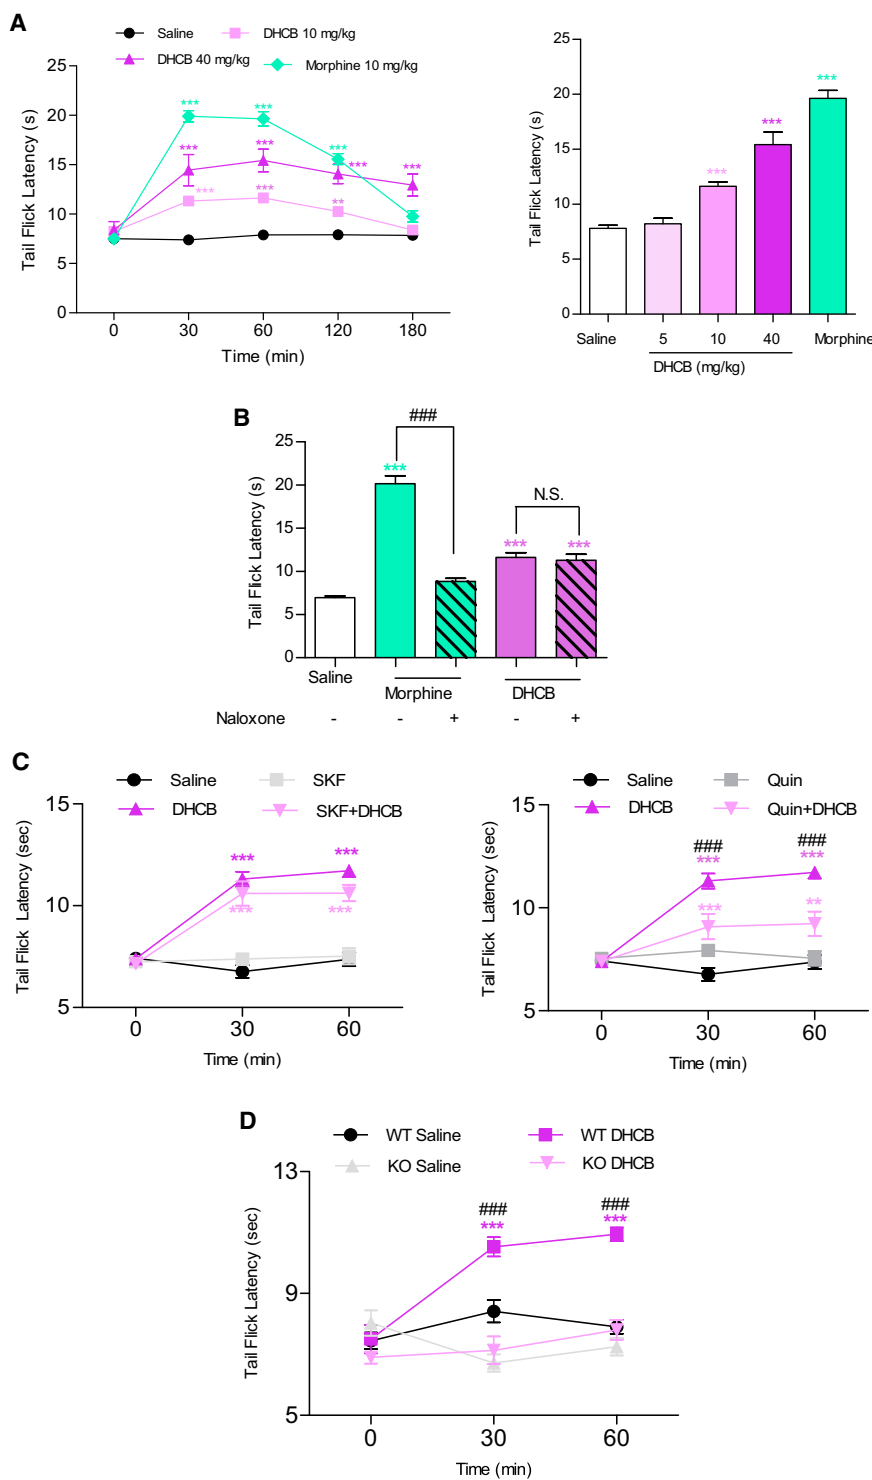 A
Saline
DHCB 10 mg/kg
DHCB 40 mg/kg
Morphine 10 mg/kg
Tail Flick Latency (s)
25
20
15
10
5
0
*** ***
*** *** ***
*** *** ***
*** *** **
0 30 60 120 180
Time (min)
Tail Flick Latency (s)
25
20
15
10
5
0
*** *** ***
Saline 5 10 40 Morphine
DHCB (mg/kg)
B
Tail Flick Latency (s)
25
20
15
10
5
0
###
***
N.S.
*** ***
Saline
Morphine DHCB
Naloxone - - + - +
C
Saline SKF
DHCB SKF+DHCB
Tail Flick Latency (sec)
15
10
5
*** ***
*** ***
0 30 60
Time (min)
Saline Quin
DHCB Quin+DHCB
Tail Flick Latency (sec)
15
10
5
### ###
*** ***
*** **
0 30 60
Time (min)
D
WT Saline WT DHCB
KO Saline KO DHCB
Tail Flick Latency (sec)
13
9
5
### ###
*** ***
0 30 60
Time (min)